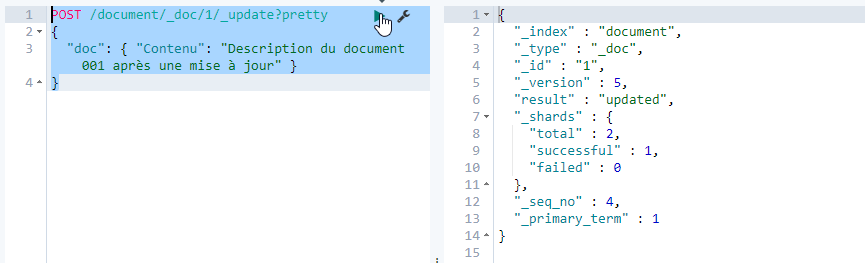 1 POST /document/_doc/1/_update?pretty
2 {
3 "doc": { "Contenu": "Description du document
001 après une mise à jour" }
4 }
1 {
2 "_index" : "document",
3 "_type" : "_doc",
4 "_id" : "1",
5 "_version" : 5,
6 "result" : "updated",
7 "_shards" : {
8 "total" : 2,
9 "successful" : 1,
10 "failed" : 0
11 },
12 "_seq_no" : 4,
13 "_primary_term" : 1
14 }
15